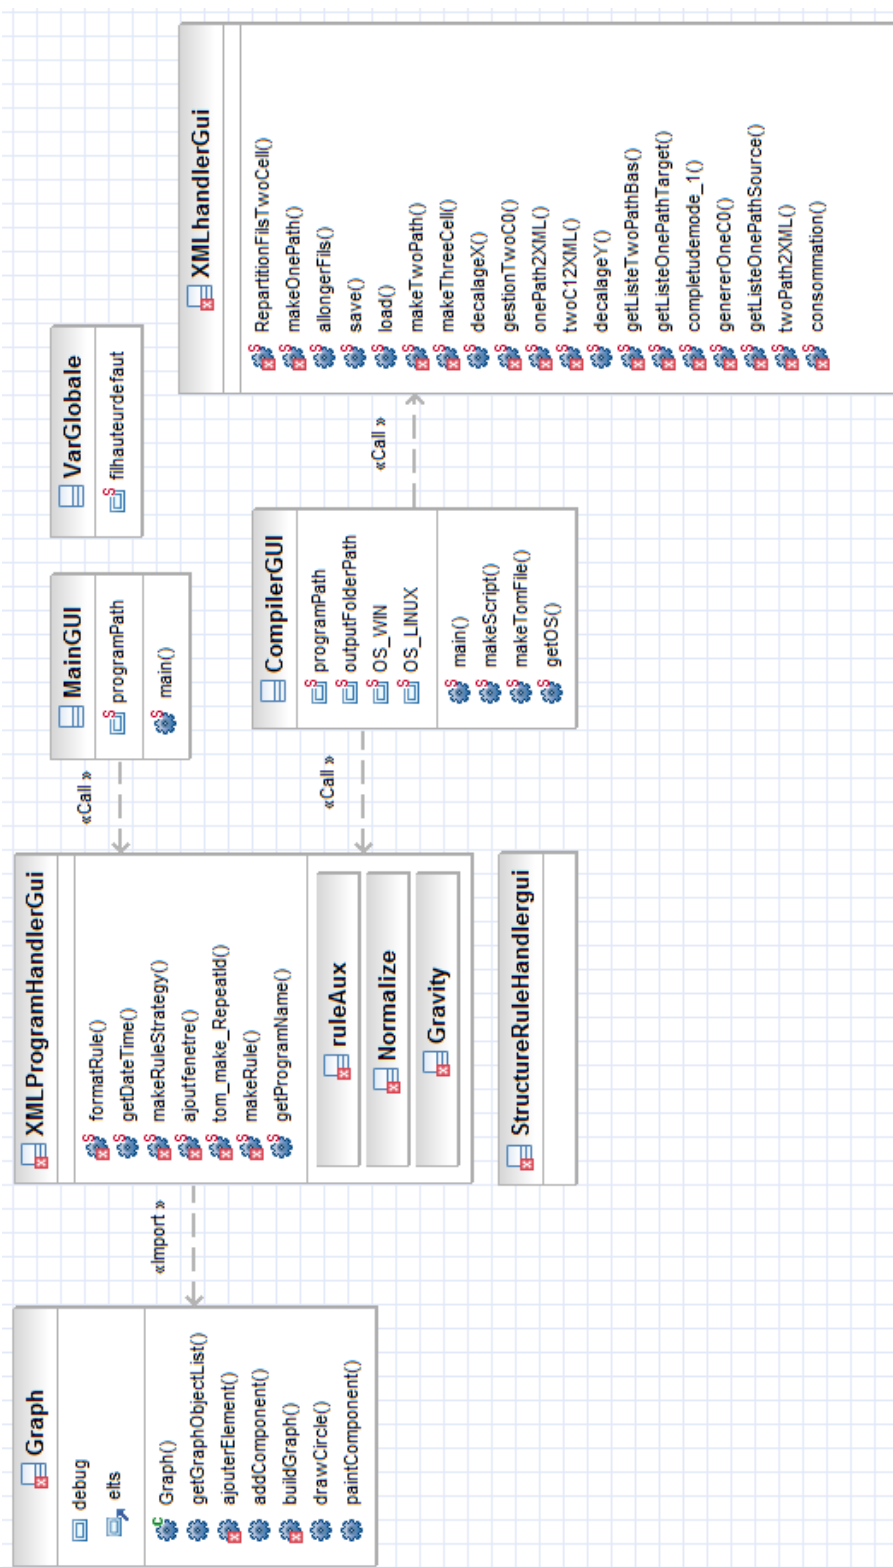 Graph
debug
elts
Graph()
getGraphObjectList()
ajouterElement()
addComponent()
buildGraph()
drawCircle()
paintComponent()
«Import »
XMLProgramHandlerGui
formatRule()
getDateTime()
makeRuleStrategy()
ajoutfenetre()
tom_make_RepeatId()
makeRule()
getProgramName()
ruleAux
Normalize
Gravity
StructureRuleHandlergui
«Call »
«Call »
MainGUI
programPath
main()
VarGlobale
filhauteurdefaut
CompilerGUI
programPath
outputFolderPath
OS_WIN
OS_LINUX
main()
makeScript()
makeTomFile()
getOS()
«Call »
XMLhandlerGui
RepartitionFilsTwoCell()
makeOnePath()
allongerFils()
save()
load()
makeTwoPath()
makeThreeCell()
decalageX()
gestionTwoC0()
onePath2XML()
twoC12XML()
decalageY()
getListeTwoPathBas()
getListeOnePathTarget()
completudemode_1()
genererOneC0()
getListeOnePathSource()
twoPath2XML()
consommation()